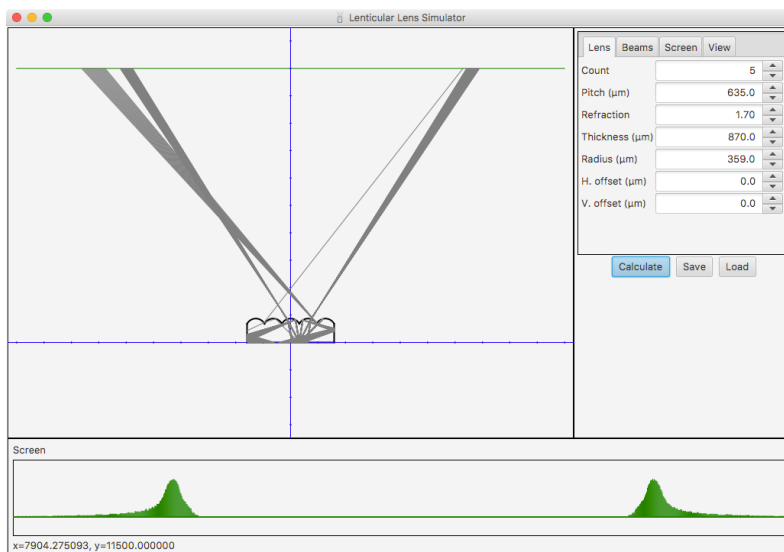 Lenticular Lens Simulator
Lens Beams Screen View
Count 5
Pitch (µm) 635.0
Refraction 1.70
Thickness (µm) 870.0
Radius (µm) 359.0
H. offset (µm) 0.0
V. offset (µm) 0.0
Calculate Save Load
Screen
x=7904.275093, y=11500.000000